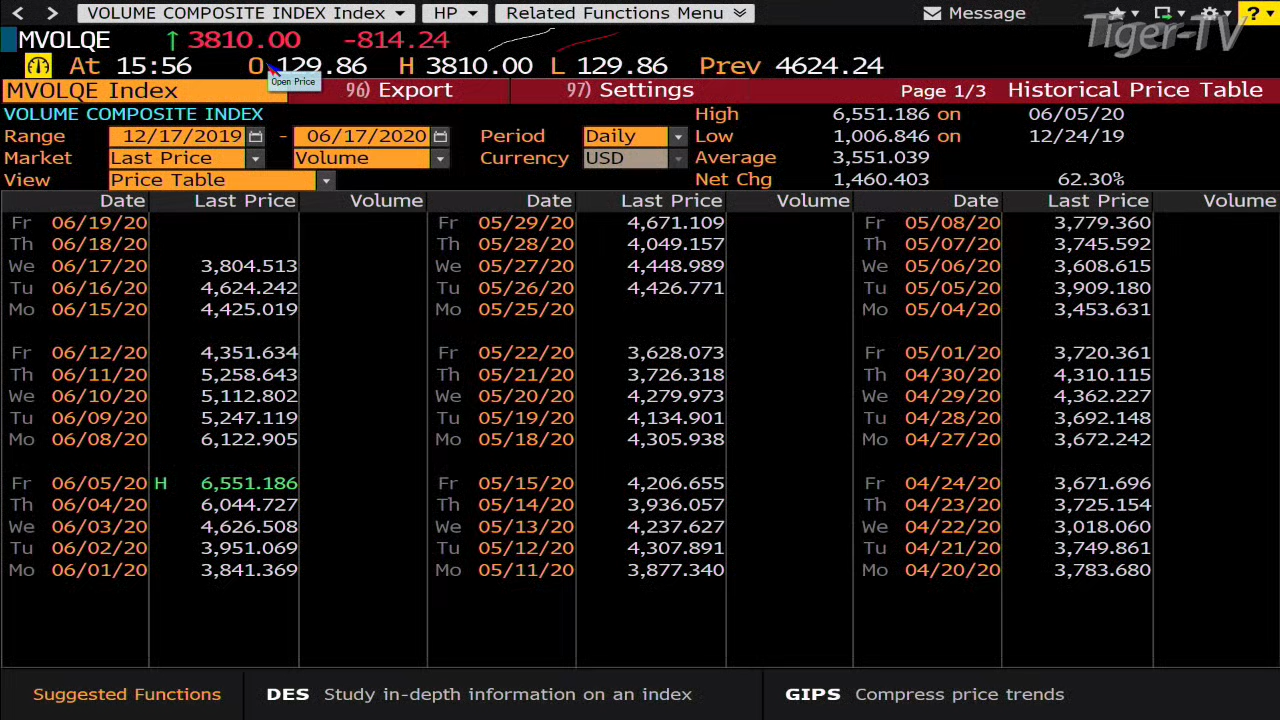 VOLUME COMPOSITE INDEX Index HP Related Functions Menu Message ?
Tiger-TV
MVOLQE ↑ 3810.00 -814.24
At 15:56 O 129.86 H 3810.00 L 129.86 Prev 4624.24
Open Price
MVOLQE Index 96) Export 97) Settings Page 1/3 Historical Price Table
VOLUME COMPOSITE INDEX High 6,551.186 on 06/05/20
Range 12/17/2019 - 06/17/2020 Period Daily Low 1,006.846 on 12/24/19
Market Last Price Volume Currency USD Average 3,551.039
View Price Table Net Chg 1,460.403 62.30%
Date Last Price Volume Date Last Price Volume Date Last Price Volume
Fr 06/19/20 Fr 05/29/20 4,671.109 Fr 05/08/20 3,779.360
Th 06/18/20 Th 05/28/20 4,049.157 Th 05/07/20 3,745.592
We 06/17/20 3,804.513 We 05/27/20 4,448.989 We 05/06/20 3,608.615
Tu 06/16/20 4,624.242 Tu 05/26/20 4,426.771 Tu 05/05/20 3,909.180
Mo 06/15/20 4,425.019 Mo 05/25/20 Mo 05/04/20 3,453.631
Fr 06/12/20 4,351.634 Fr 05/22/20 3,628.073 Fr 05/01/20 3,720.361
Th 06/11/20 5,258.643 Th 05/21/20 3,726.318 Th 04/30/20 4,310.115
We 06/10/20 5,112.802 We 05/20/20 4,279.973 We 04/29/20 4,362.227
Tu 06/09/20 5,247.119 Tu 05/19/20 4,134.901 Tu 04/28/20 3,692.148
Mo 06/08/20 6,122.905 Mo 05/18/20 4,305.938 Mo 04/27/20 3,672.242
Fr 06/05/20 H 6,551.186 Fr 05/15/20 4,206.655 Fr 04/24/20 3,671.696
Th 06/04/20 6,044.727 Th 05/14/20 3,936.057 Th 04/23/20 3,725.154
We 06/03/20 4,626.508 We 05/13/20 4,237.627 We 04/22/20 3,018.060
Tu 06/02/20 3,951.069 Tu 05/12/20 4,307.891 Tu 04/21/20 3,749.861
Mo 06/01/20 3,841.369 Mo 05/11/20 3,877.340 Mo 04/20/20 3,783.680
Suggested Functions DES Study in-depth information on an index GIPS Compress price trends